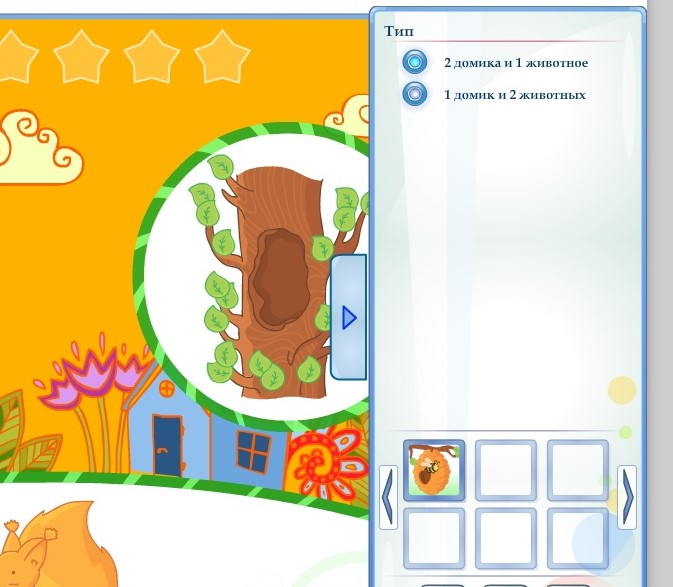 Тип
2 домика и 1 животное
1 домик и 2 животных